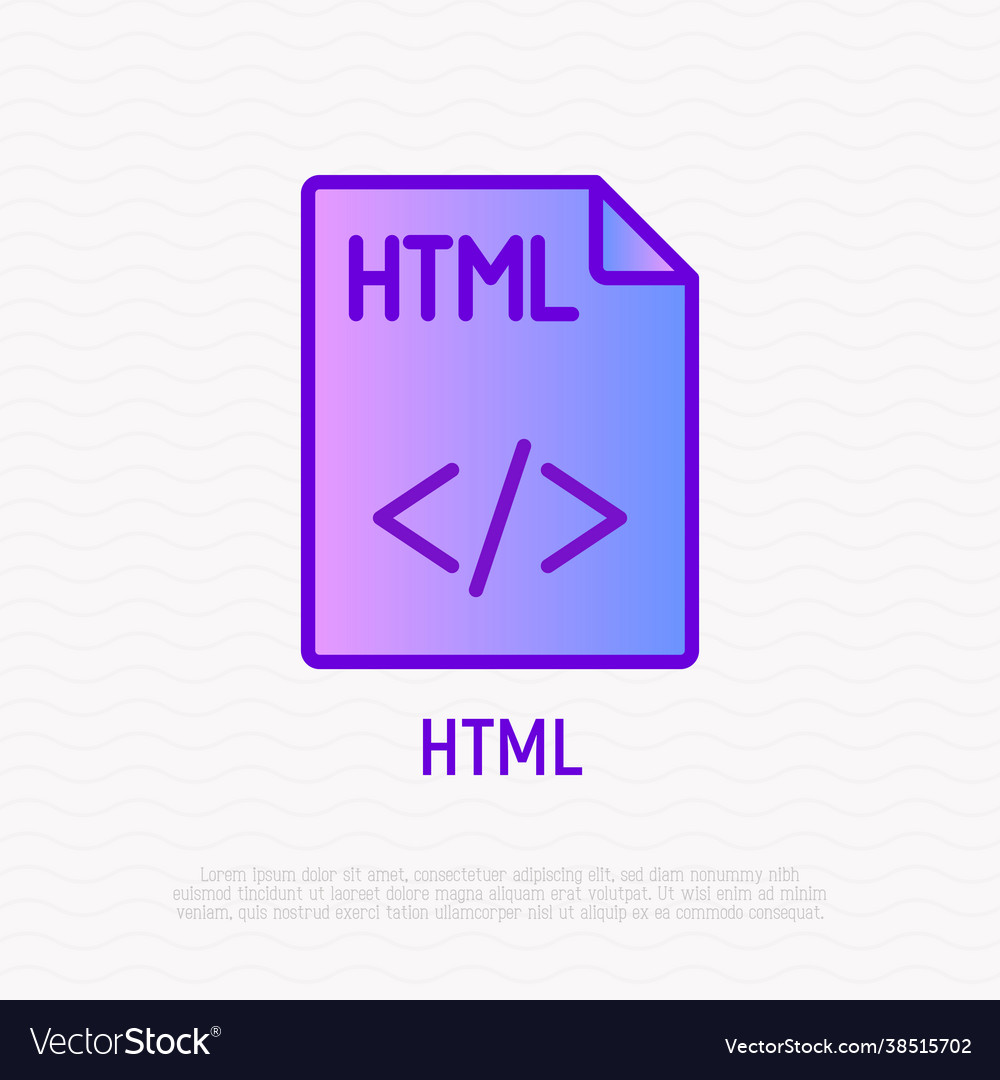 HTML
</>
HTML
Lorem ipsum dolor sit amet, consectetuer adipiscing elit, sed diam nonummy nibh
euismod tincidunt ut laoreet dolore magna aliquam erat volutpat. Ut wisi enim ad minim
veniam, quis nostrud exerci tation ullamcorper nisl ut aliquip ex ea commodo consequat.
VectorStock®
VectorStock.com/38515702